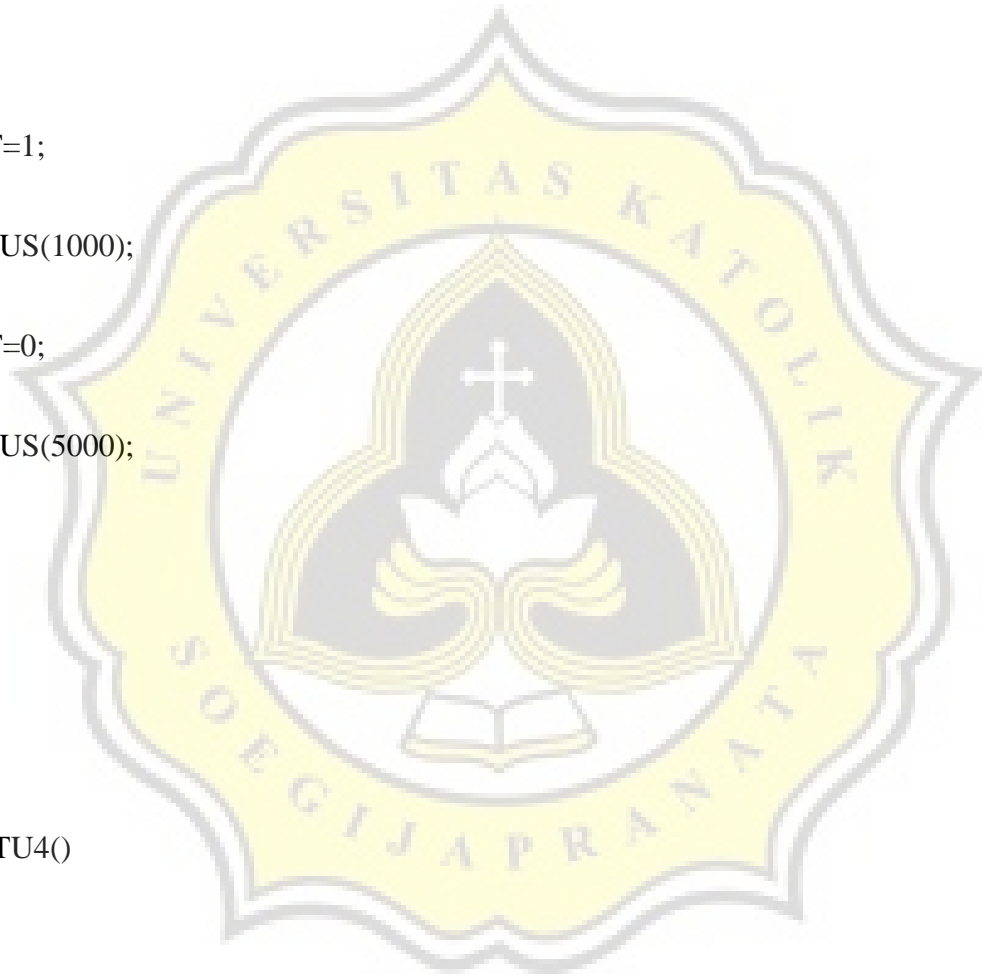 =1;
US(1000);
=0;
US(5000);
TU4()
UNIVERSITAS KATOLIK
SOEGIJAPRANATA